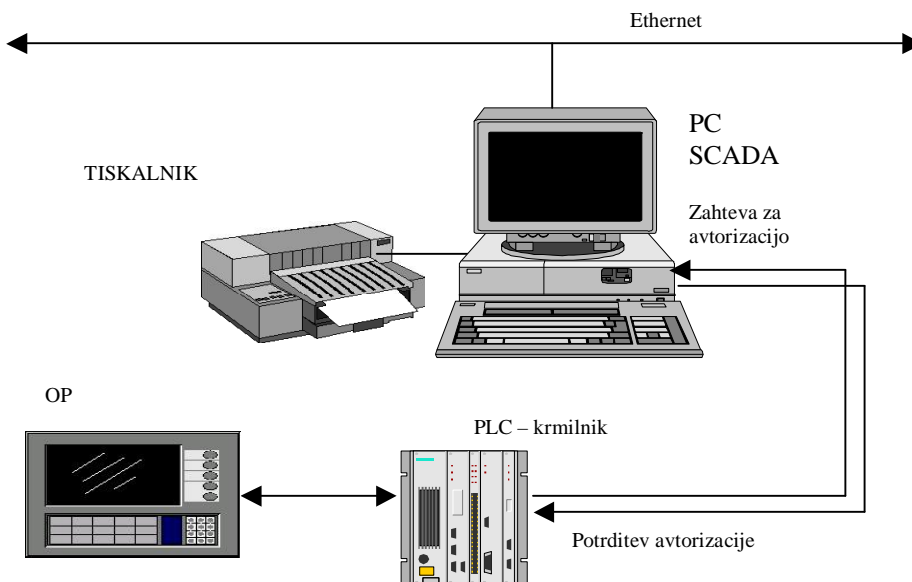 Ethernet
PC
SCADA
TISKALNIK
Zahteva za
avtorizacijo
OP
PLC – krmilnik
Potrditev avtorizacije